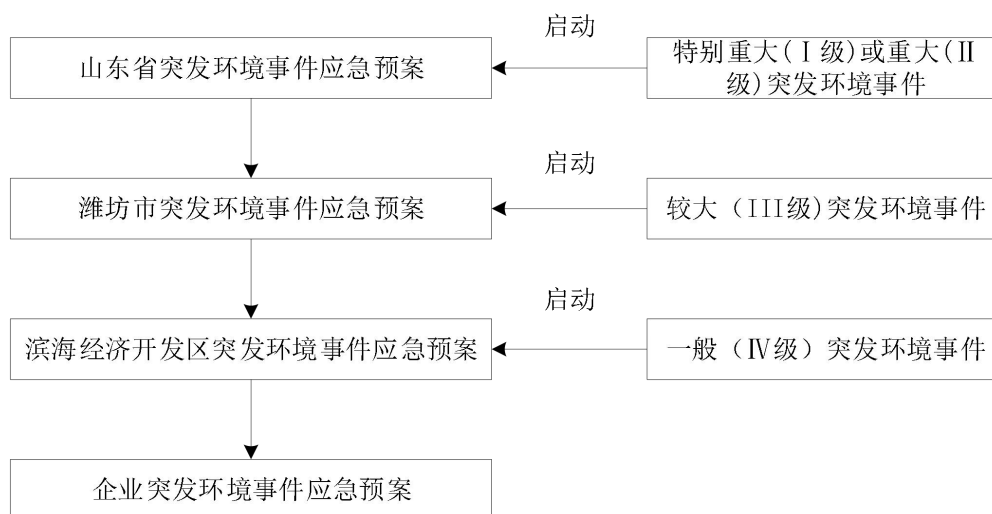 启动
山东省突发环境事件应急预案
特别重大(Ⅰ级)或重大(Ⅱ
级)突发环境事件
启动
潍坊市突发环境事件应急预案
较大（III级)突发环境事件
启动
滨海经济开发区突发环境事件应急预案
一般（Ⅳ级）突发环境事件
企业突发环境事件应急预案